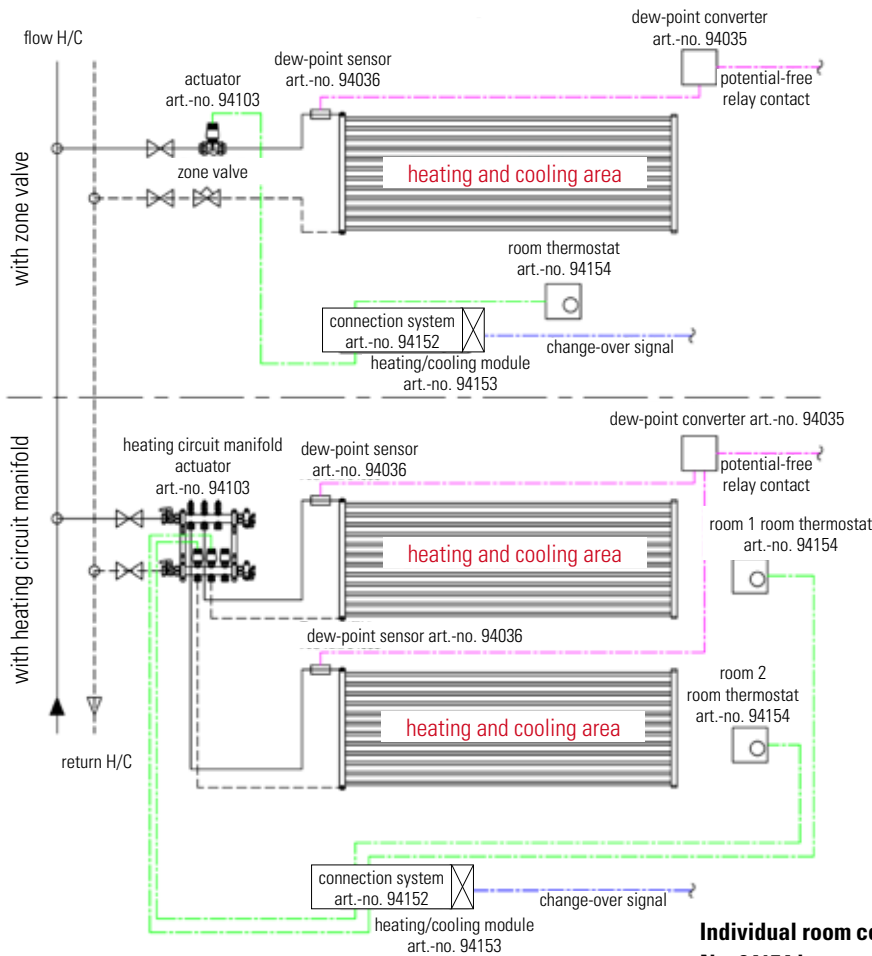 flow H/C
dew-point converter
art.-no. 94035
dew-point sensor
art.-no. 94036
actuator
art.-no. 94103
potential-free
relay contact
zone valve
heating and cooling area
with zone valve
room thermostat
art.-no. 94154
connection system
art.-no. 94152
change-over signal
heating/cooling module
art.-no. 94153
with heating circuit manifold
heating circuit manifold
actuator
art.-no. 94103
dew-point sensor
art.-no. 94036
dew-point converter art.-no. 94035
potential-free
relay contact
room 1 room thermostat
art.-no. 94154
heating and cooling area
dew-point sensor art.-no. 94036
room 2
room thermostat
art.-no. 94154
heating and cooling area
return H/C
connection system
art.-no. 94152
change-over signal
heating/cooling module
art.-no. 94153
Individual room